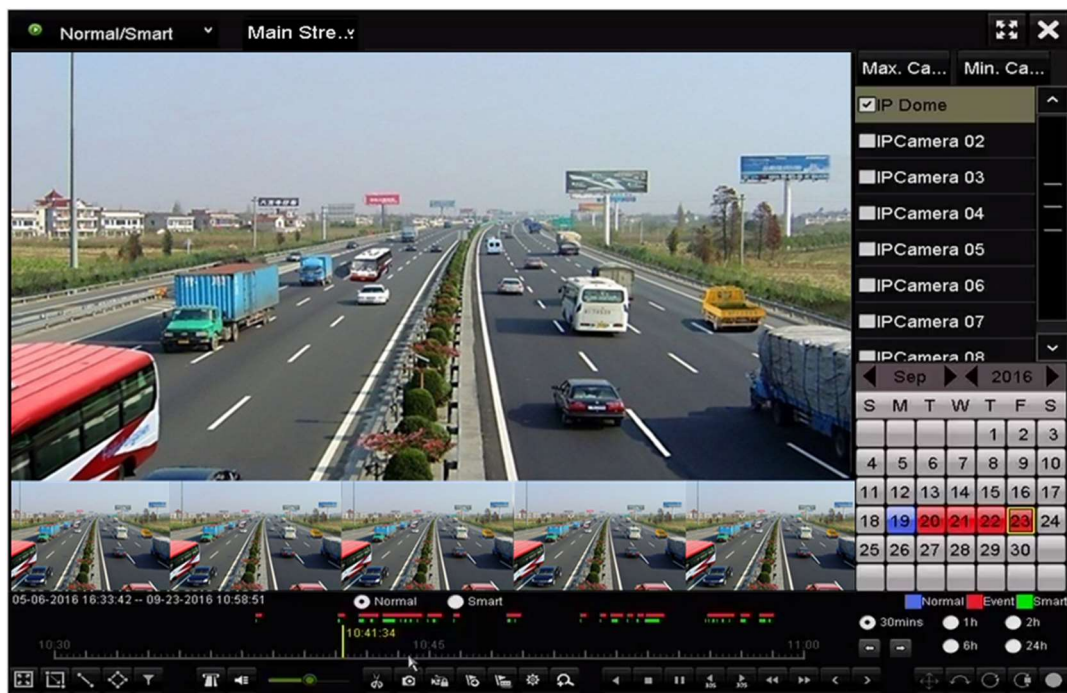 Normal/Smart
Main Stre...
Max. Ca...
Min. Ca...
IP Dome
IPCamera 02
IPCamera 03
IPCamera 04
IPCamera 05
IPCamera 06
IPCamera 07
IPCamera 08
Sep 2016
S M T W T F S
1 2 3
4 5 6 7 8 9 10
11 12 13 14 15 16 17
18 19 20 21 22 23 24
25 26 27 28 29 30
05-06-2016 16:33:42 -- 09-23-2016 10:58:51
Normal
Smart
Normal Event Smart
10:41:34
10:30
10:45
11:00
30mins 1h 2h
6h 24h
30S
30S